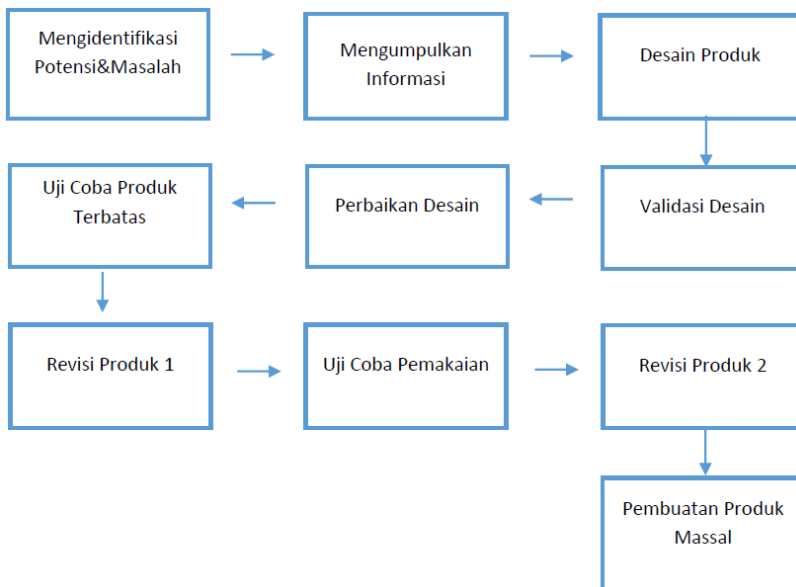 Mengidentifikasi
Potensi&Masalah
Mengumpulkan
Informasi
Desain Produk
Validasi Desain
Perbaikan Desain
Uji Coba Produk
Terbatas
Revisi Produk 1
Uji Coba Pemakaian
Revisi Produk 2
Pembuatan Produk
Massal